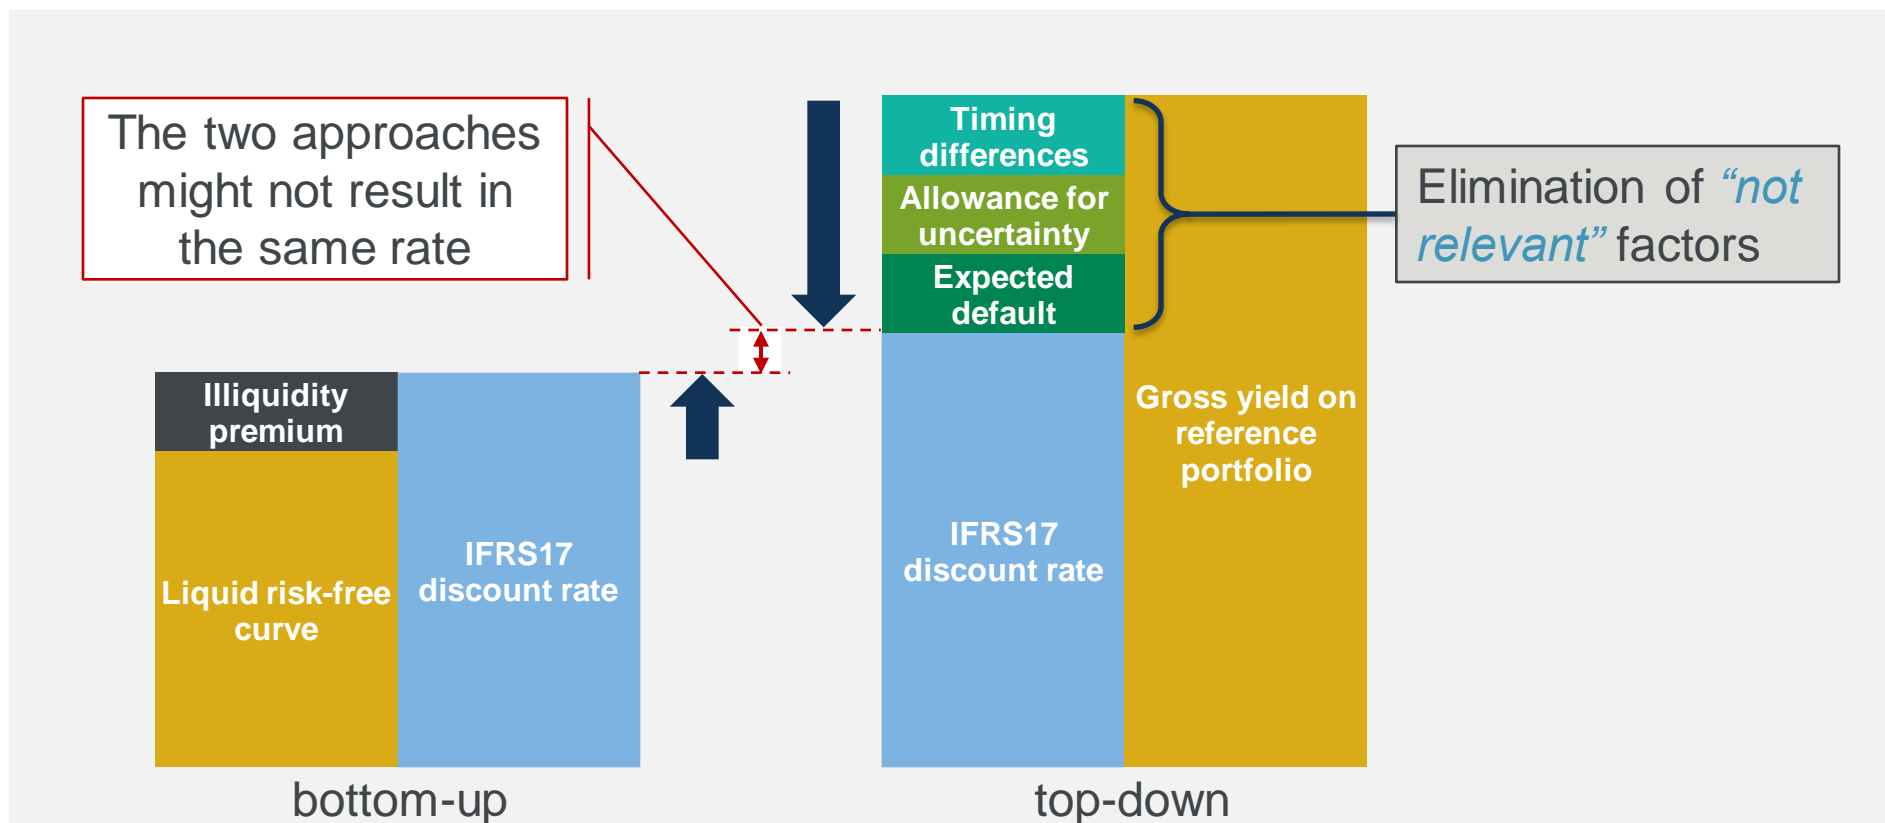 The two approaches
might not result in
the same rate
Timing
differences
Allowance for
uncertainty
Expected
default
Elimination of “not
relevant” factors
Illiquidity
premium
Liquid risk-free
curve
IFRS17
discount rate
IFRS17
discount rate
Gross yield on
reference
portfolio
bottom-up
top-down